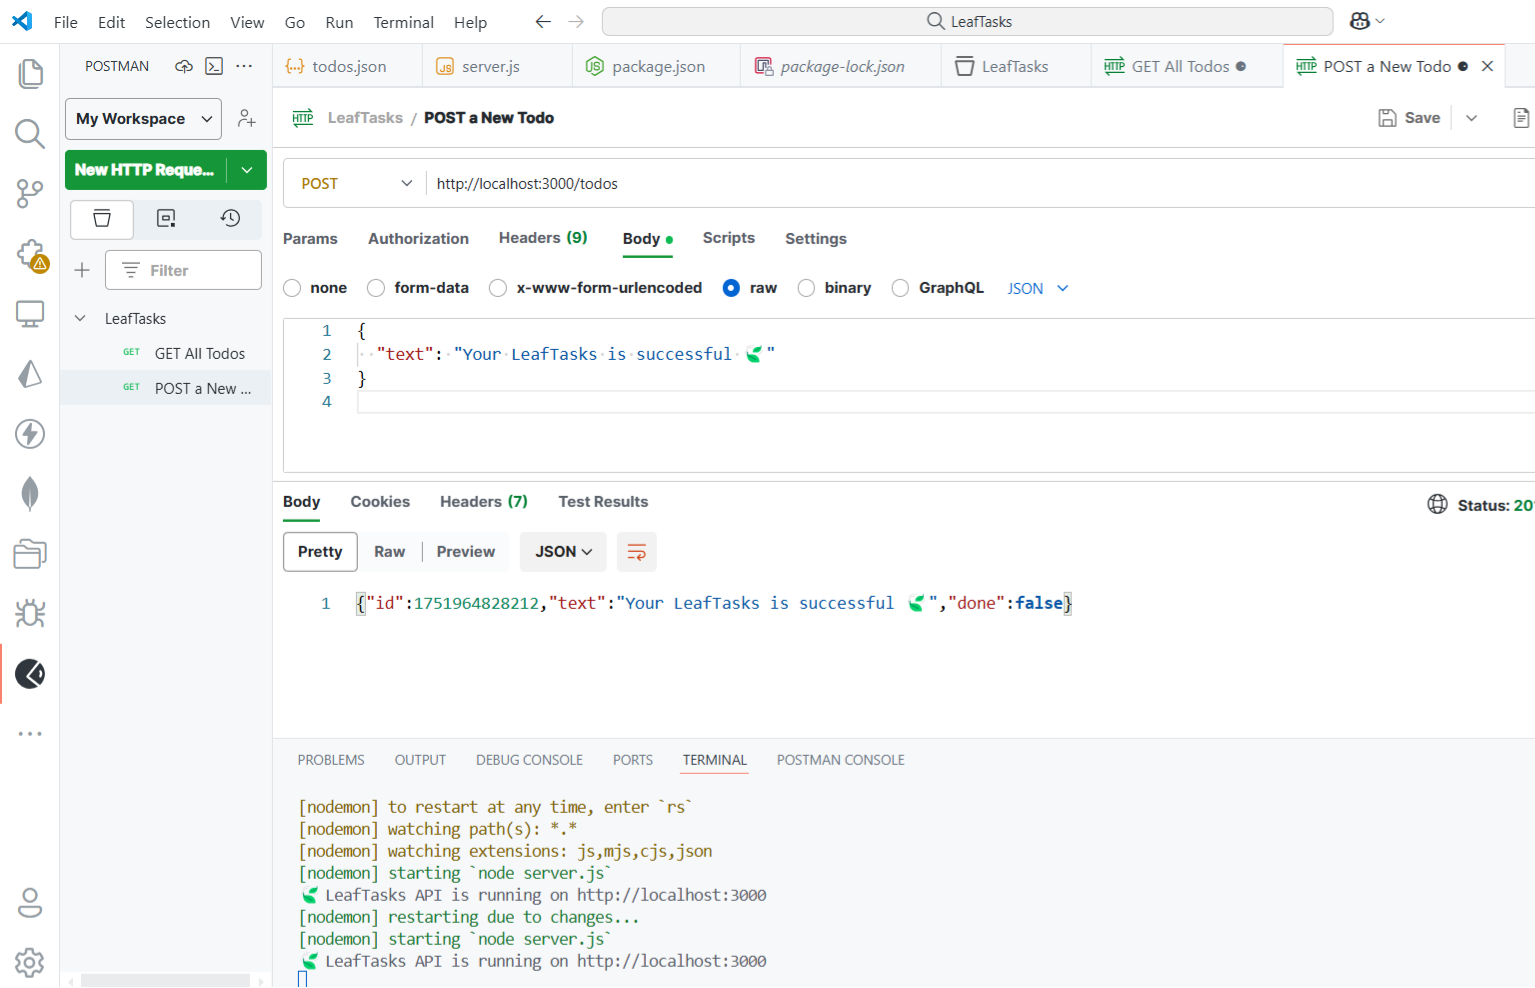 File Edit Selection View Go Run Terminal Help LeafTasks
POSTMAN
todos.json server.js package.json package-lock.json LeafTasks GET All Todos POST a New Todo
My Workspace
New HTTP Reque...
Filter
LeafTasks
GET GET All Todos
GET POST a New ...
LeafTasks / POST a New Todo Save
POST http://localhost:3000/todos
Params Authorization Headers (9) Body Scripts Settings
none form-data x-www-form-urlencoded raw binary GraphQL JSON
1 {
2 "text": "Your LeafTasks is successful 🍃"
3 }
4
Body Cookies Headers (7) Test Results Status: 20
Pretty Raw Preview JSON
1 {"id":1751964828212,"text":"Your LeafTasks is successful 🍃","done":false}
PROBLEMS OUTPUT DEBUG CONSOLE PORTS TERMINAL POSTMAN CONSOLE
[nodemon] to restart at any time, enter `rs`
[nodemon] watching path(s): *.*
[nodemon] watching extensions: js,mjs,cjs,json
[nodemon] starting `node server.js`
🍃 LeafTasks API is running on http://localhost:3000
[nodemon] restarting due to changes...
[nodemon] starting `node server.js`
🍃 LeafTasks API is running on http://localhost:3000